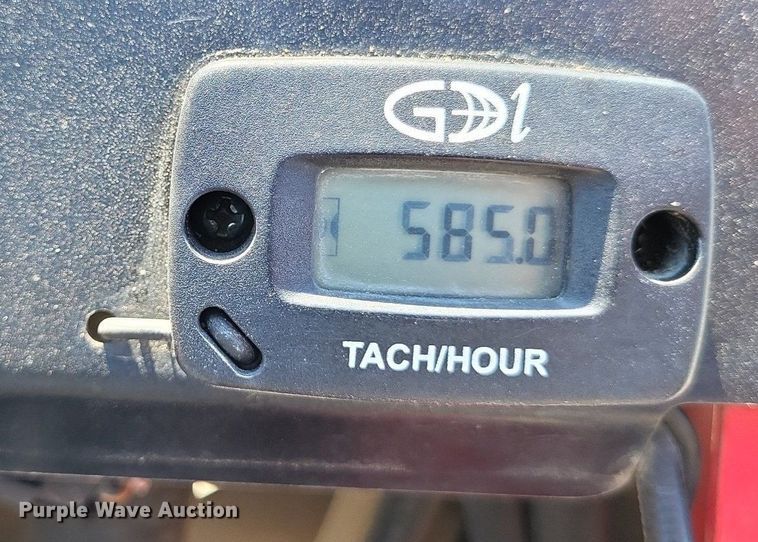 GDI
585.0
TACH/HOUR
Purple Wave Auction